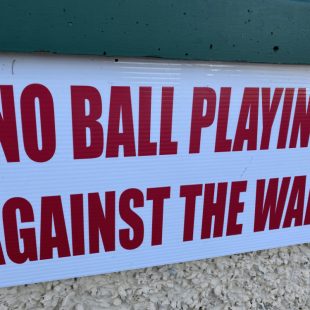 NO BALL PLAYIN
AGAINST THE WA